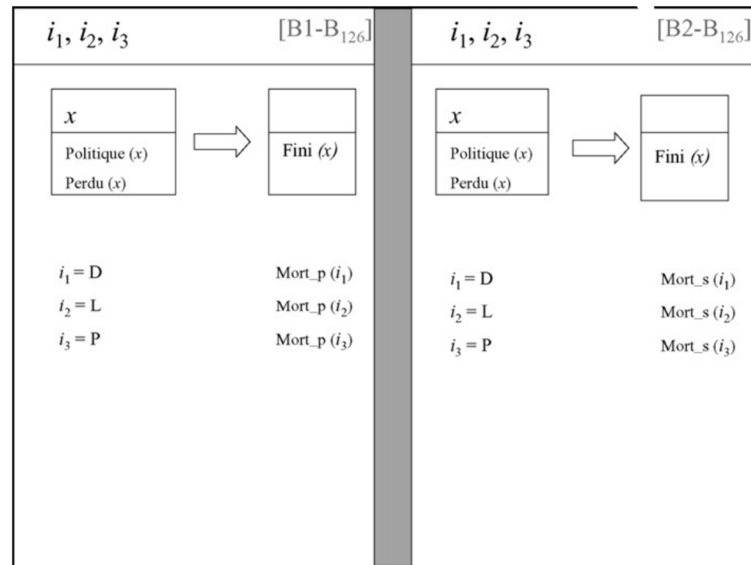 i₁, i₂, i₃ [B1-B₁₂₆]
x
Politique (x)
Perdu (x)
Fini (x)
i₁ = D Mort_p (i₁)
i₂ = L Mort_p (i₂)
i₃ = P Mort_p (i₃)
i₁, i₂, i₃ [B2-B₁₂₆]
x
Politique (x)
Perdu (x)
Fini (x)
i₁ = D Mort_s (i₁)
i₂ = L Mort_s (i₂)
i₃ = P Mort_s (i₃)